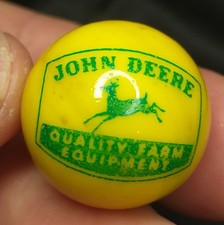 JOHN DEERE
QUALITY FARM
EQUIPMENT